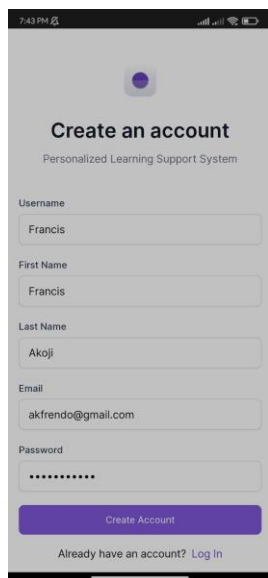 7:43 PM
Create an account
Personalized Learning Support System
Username
Francis
First Name
Francis
Last Name
Akoji
Email
akfrendo@gmail.com
Password
•••••••••••
Create Account
Already have an account? Log In